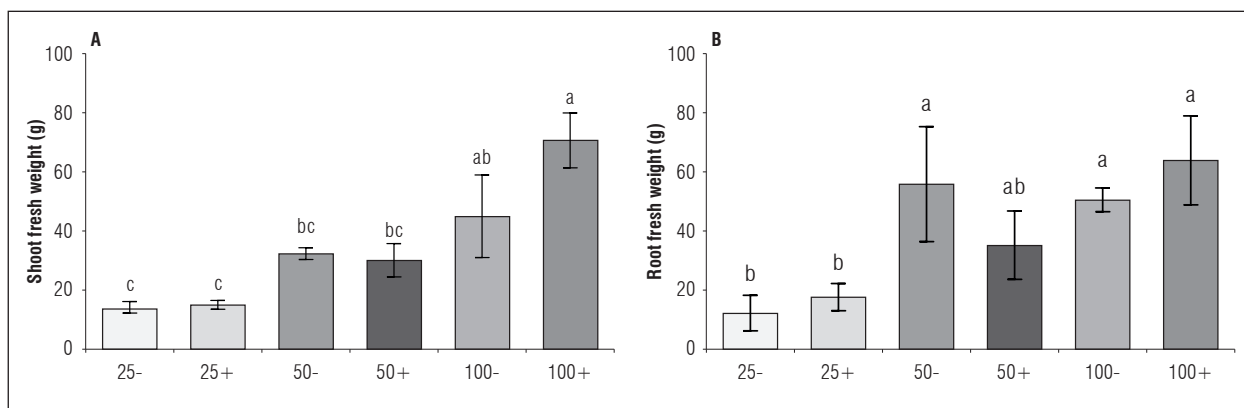 A
Shoot fresh weight (g)
100
80
60
40
20
0
c
c
bc
bc
ab
a
25-
25+
50-
50+
100-
100+
B
Root fresh weight (g)
100
80
60
40
20
0
b
b
a
ab
a
a
25-
25+
50-
50+
100-
100+